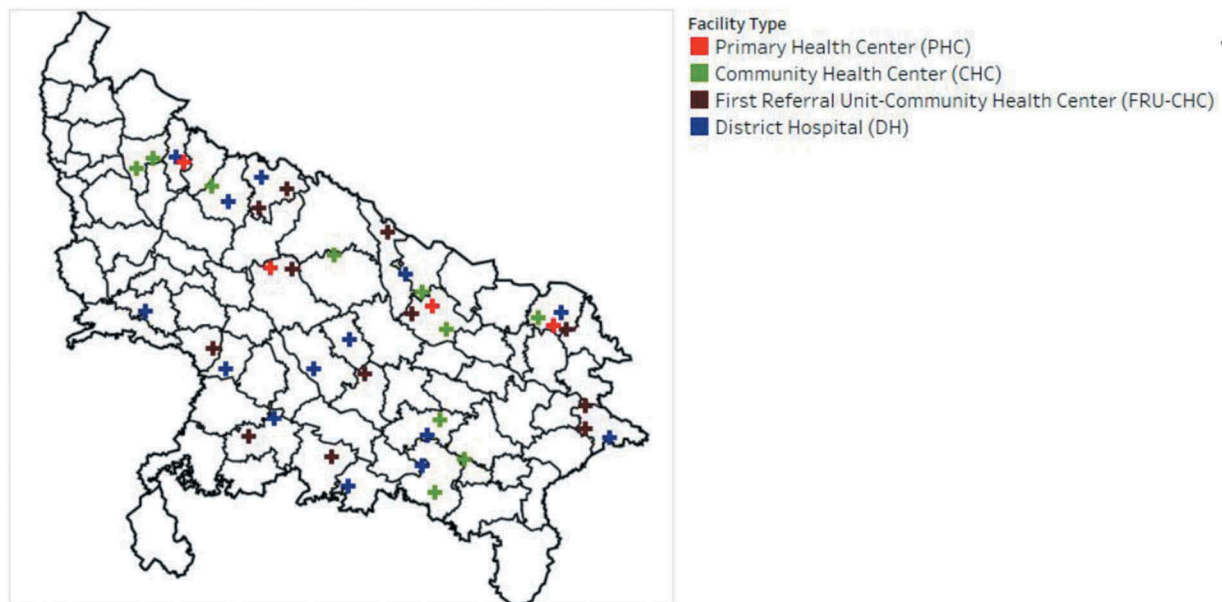 Facility Type
Primary Health Center (PHC)
Community Health Center (CHC)
First Referral Unit-Community Health Center (FRU-CHC)
District Hospital (DH)